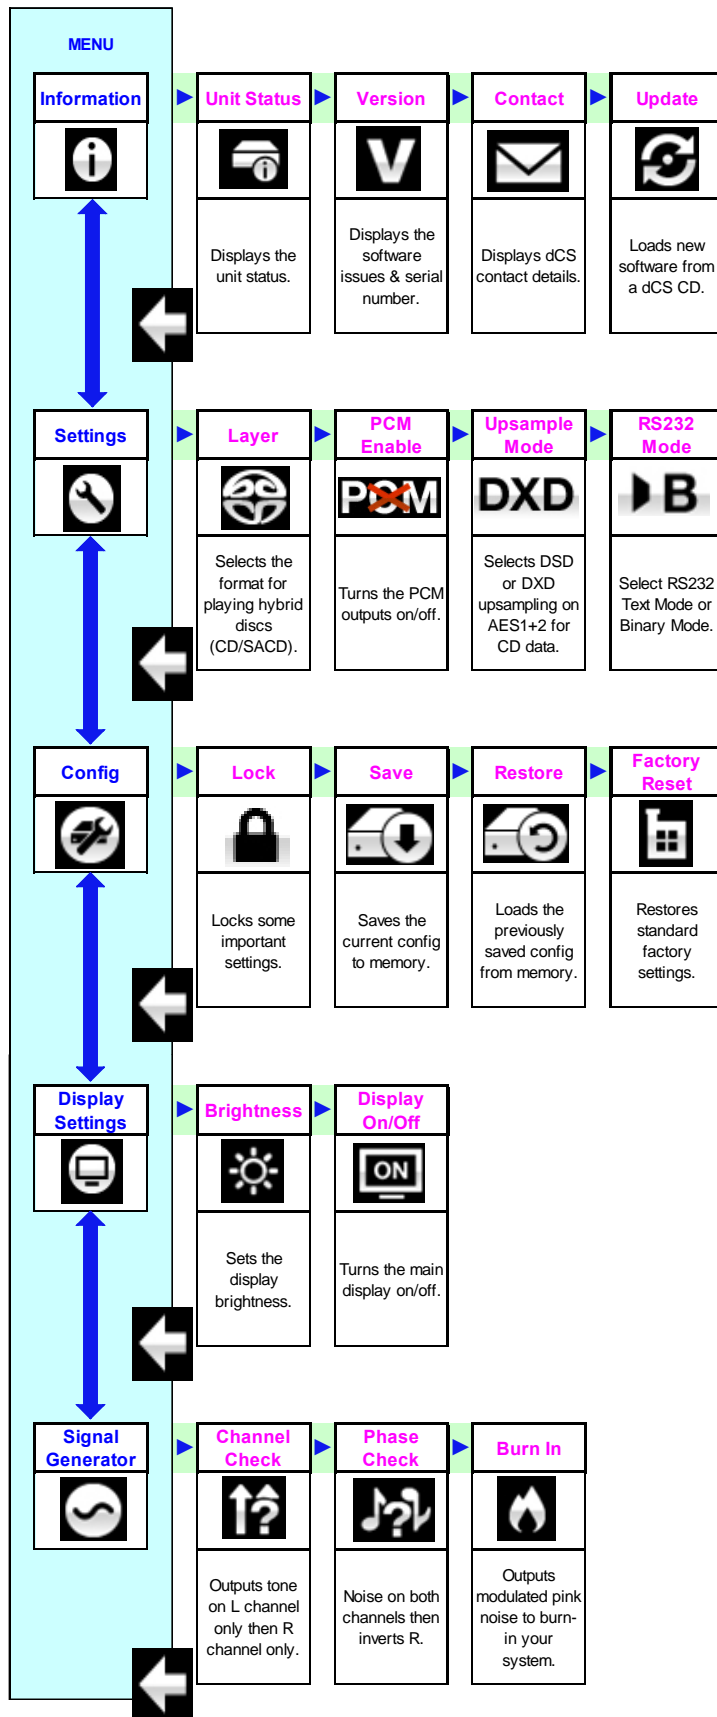 MENU
Information
Unit Status
Version
Contact
Update
V
Displays the
unit status.
Displays the
software
issues & serial
number.
Displays dCS
contact details.
Loads new
software from
a dCS CD.
Settings
Layer
PCM
Enable
Upsample
Mode
RS232
Mode
PCM
DXD
B
Selects the
format for
playing hybrid
discs
(CD/SACD).
Turns the PCM
outputs on/off.
Selects DSD
or DXD
upsampling on
AES1+2 for
CD data.
Select RS232
Text Mode or
Binary Mode.
Config
Lock
Save
Restore
Factory
Reset
Locks some
important
settings.
Saves the
current config
to memory.
Loads the
previously
saved config
from memory.
Restores
standard
factory
settings.
Display
Settings
Brightness
Display
On/Off
ON
Sets the
display
brightness.
Turns the main
display on/off.
Signal
Generator
Channel
Check
Phase
Check
Burn In
?
?
Outputs tone
on L channel
only then R
channel only.
Noise on both
channels then
inverts R.
Outputs
modulated pink
noise to burn-
in your
system.